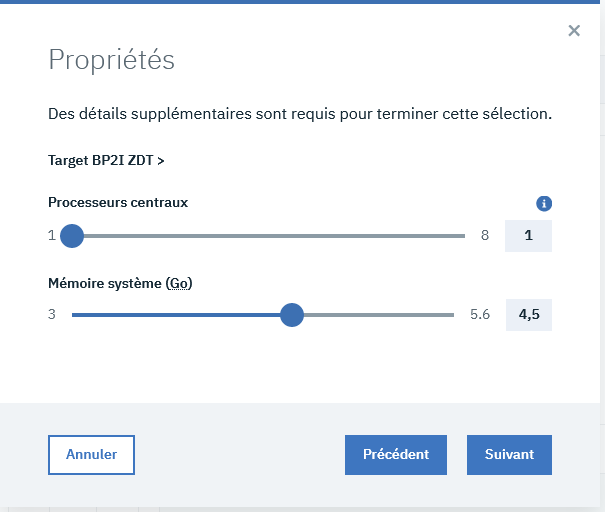 Propriétés
Des détails supplémentaires sont requis pour terminer cette sélection.
Target BP2I ZDT >
Processeurs centraux
1 8 1
Mémoire système (Go)
3 5.6 4,5
Annuler Précédent Suivant